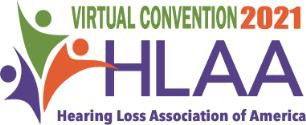 VIRTUAL CONVENTION 2021
HLAA
Hearing Loss Association of America